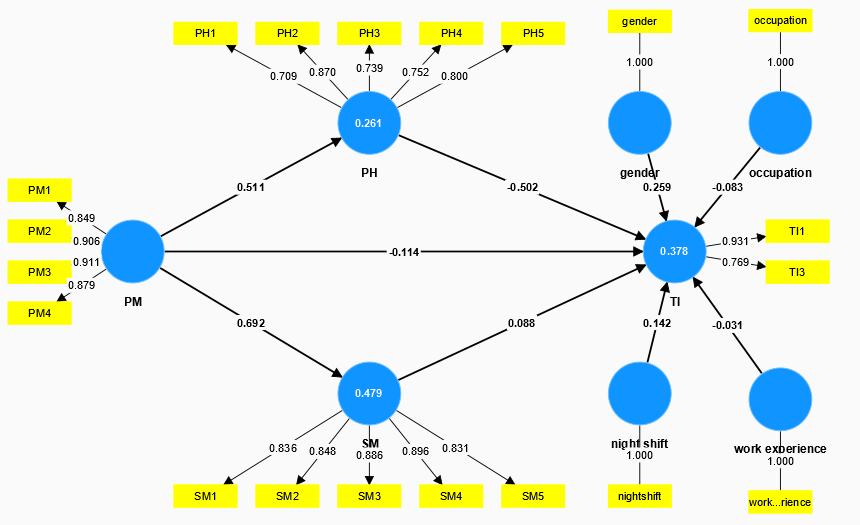 gender
occupation
PH1
PH2
PH3
PH4
PH5
1.000
1.000
0.709
0.870
0.739
0.752
0.800
0.261
PH
gender
occupation
0.511
-0.502
0.259
-0.083
PM1
0.849
PM2
0.906
PM3
0.911
0.879
PM4
PM
-0.114
0.378
TI
0.931
TI1
0.769
TI3
0.692
0.088
0.142
-0.031
0.479
SM
night shift
work experience
0.836
0.848
0.886
0.896
0.831
1.000
1.000
SM1
SM2
SM3
SM4
SM5
nightshift
work...rience